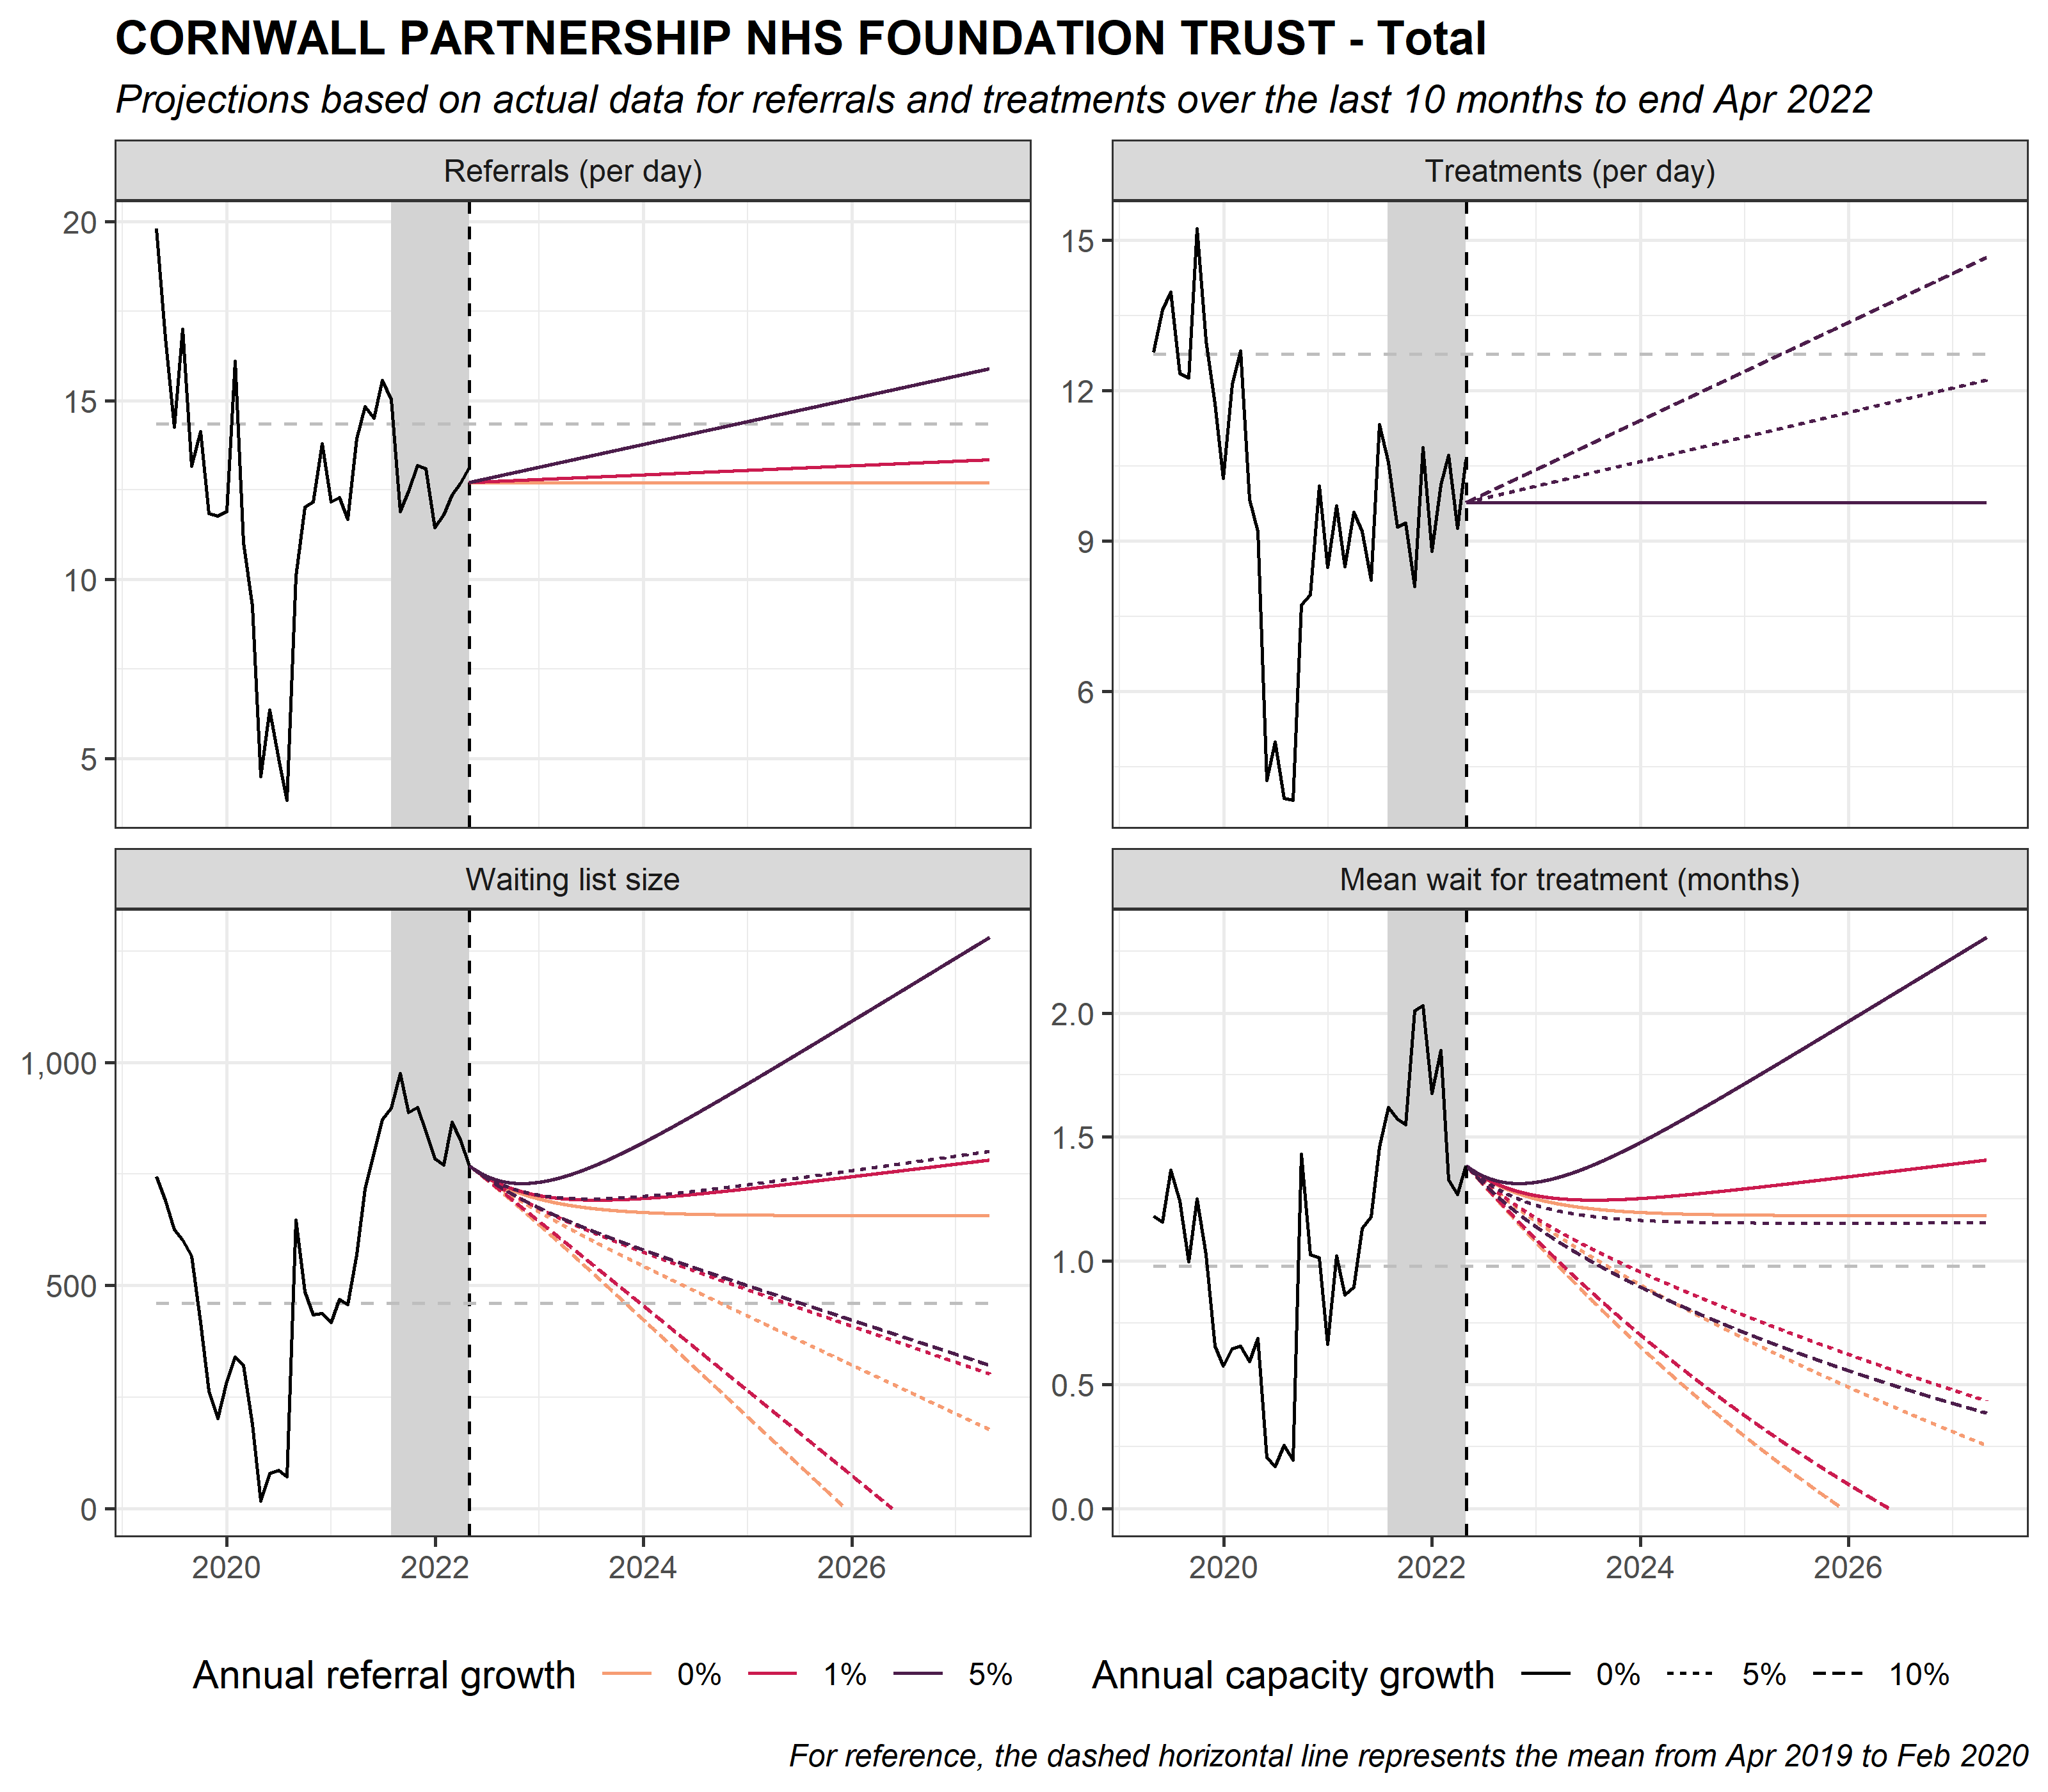 CORNWALL PARTNERSHIP NHS FOUNDATION TRUST - Total
Projections based on actual data for referrals and treatments over the last 10 months to end Apr 2022
Referrals (per day)
20
15
10
5
Treatments (per day)
15
12
9
6
Waiting list size
1,000
500
0
2020 2022 2024 2026
Mean wait for treatment (months)
2.0
1.5
1.0
0.5
0.0
2020 2022 2024 2026
Annual referral growth 0% 1% 5%
Annual capacity growth 0% 5% 10%
For reference, the dashed horizontal line represents the mean from Apr 2019 to Feb 2020